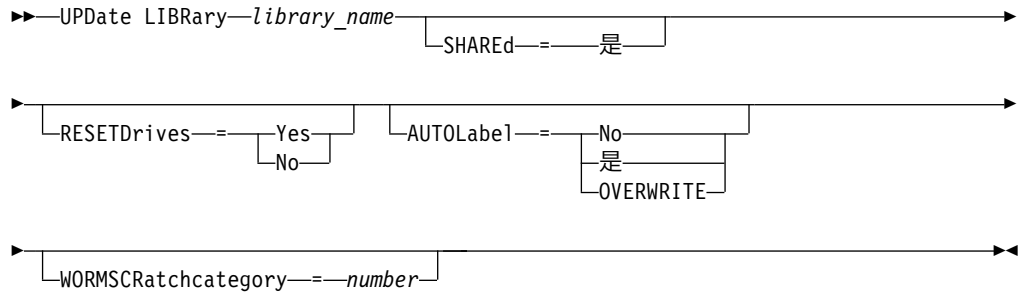 UPDate LIBRary library_name
SHAREd = 是
RESETDrives = Yes
No
AUTOLabel = No
是
OVERWRITE
WORMSCRatchcategory = number